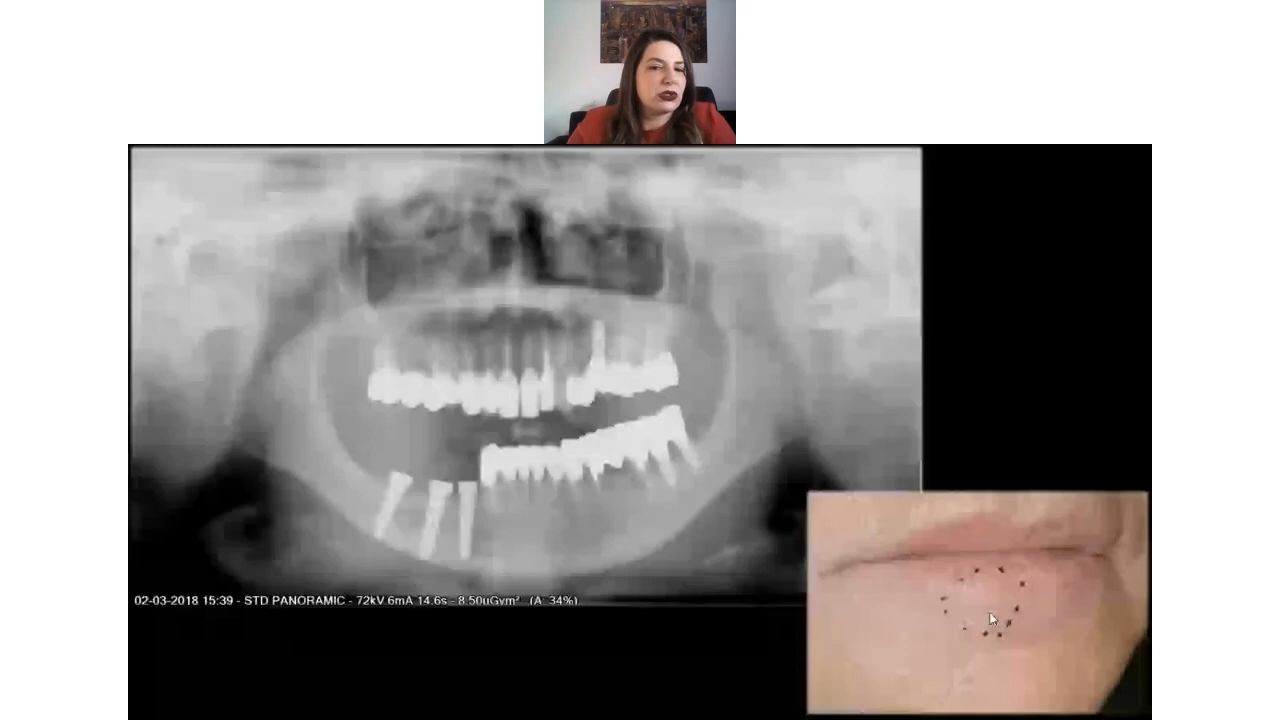 02-03-2018 15:39 - STD PANORAMIC - 72kV 6mA 14.6s - 8.50uGym² (A: 34%)